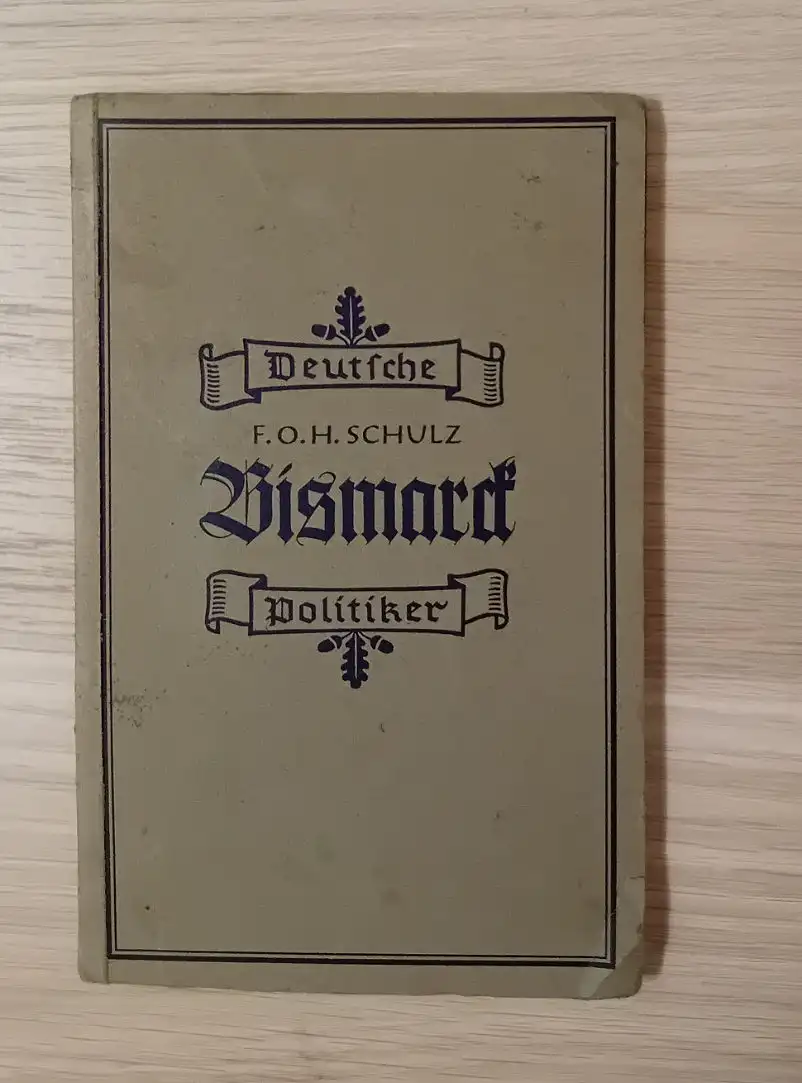 Deutſche
F. O. H. SCHULZ
Bismarck
Politiker